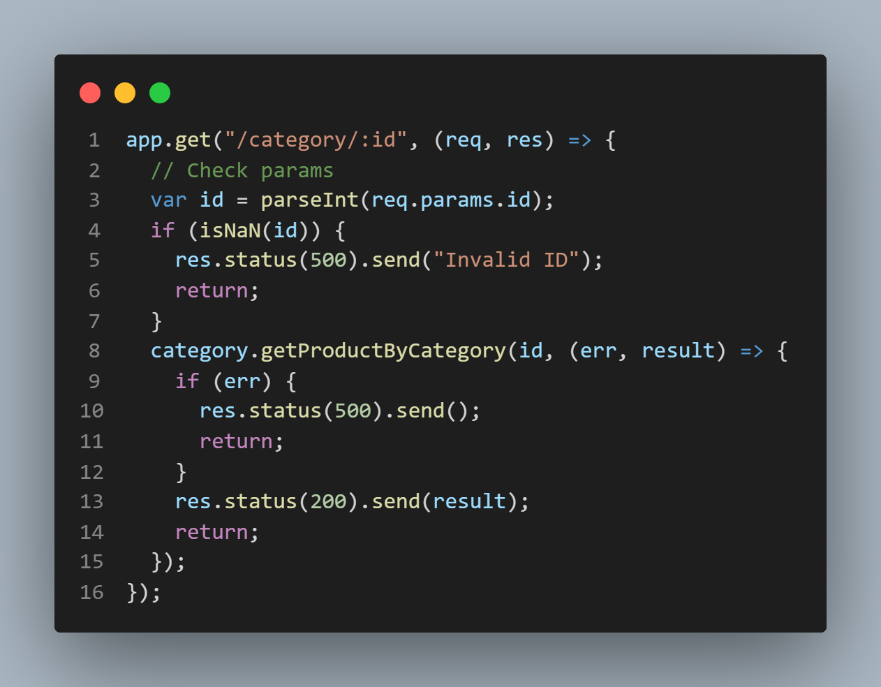 1 app.get("/category/:id", (req, res) => {
2 // Check params
3 var id = parseInt(req.params.id);
4 if (isNaN(id)) {
5 res.status(500).send("Invalid ID");
6 return;
7 }
8 category.getProductByCategory(id, (err, result) => {
9 if (err) {
10 res.status(500).send();
11 return;
12 }
13 res.status(200).send(result);
14 return;
15 });
16 });